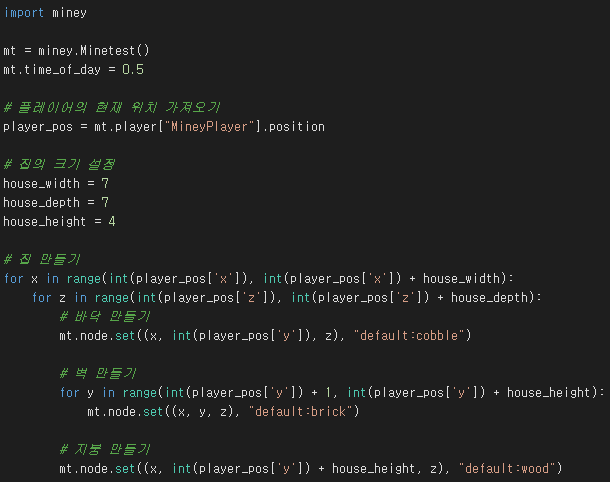 import miney

mt = miney.Minetest()
mt.time_of_day = 0.5

# 플레이어의 현재 위치 가져오기
player_pos = mt.player["MineyPlayer"].position

# 집의 크기 설정
house_width = 7
house_depth = 7
house_height = 4

# 집 만들기
for x in range(int(player_pos['x']), int(player_pos['x']) + house_width):
    for z in range(int(player_pos['z']), int(player_pos['z']) + house_depth):
        # 바닥 만들기
        mt.node.set((x, int(player_pos['y']), z), "default:cobble")

        # 벽 만들기
        for y in range(int(player_pos['y']) + 1, int(player_pos['y']) + house_height):
            mt.node.set((x, y, z), "default:brick")

        # 지붕 만들기
        mt.node.set((x, int(player_pos['y']) + house_height, z), "default:wood")